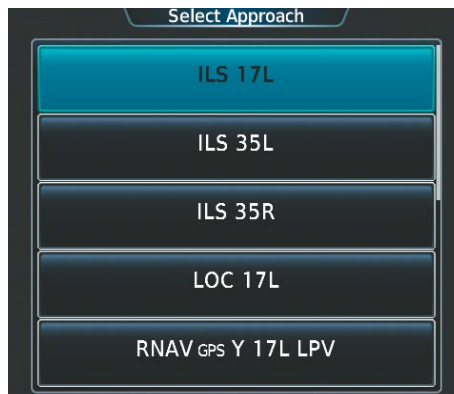 Select Approach
ILS 17L
ILS 35L
ILS 35R
LOC 17L
RNAV GPS Y 17L LPV